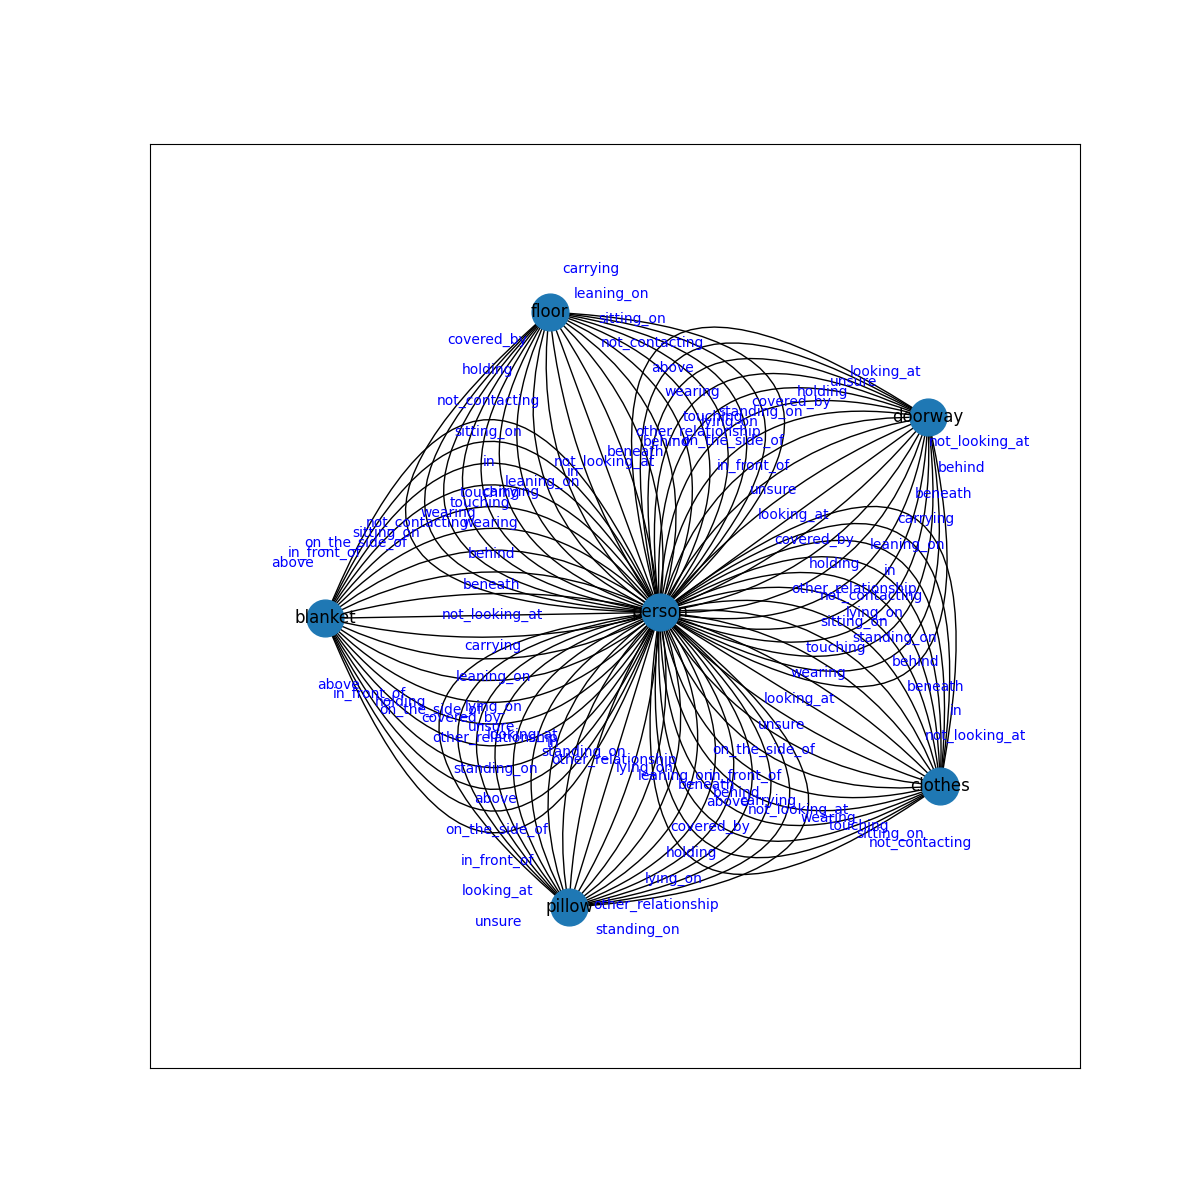 carrying
leaning_on
floor
sitting_on
covered_by
not_contacting
above
holding
looking_at
unsure
wearing
holding
not_contacting
covered_by
standing_on
touching
doorway
lying_on
sitting_on
other_relationship
behind
on_the_side_of
not_looking_at
beneath
in
not_looking_at
in_front_of
behind
in
leaning_on
unsure
beneath
touching
carrying
touching
looking_at
wearing
carrying
not_contacting
wearing
sitting_on
on_the_side_of
covered_by
leaning_on
in_front_of
behind
above
holding
in
beneath
other_relationship
not_contacting
person
blanket
not_looking_at
lying_on
sitting_on
standing_on
carrying
touching
behind
leaning_on
wearing
above
in_front_of
beneath
holding
looking_at
on_the_side_of
lying_on
in
covered_by
unsure
unsure
other_relationship
looking_at
not_looking_at
in
standing_on
on_the_side_of
other_relationship
standing_on
lying_on
leaning_on
in_front_of
beneath
clothes
behind
above
above
carrying
not_looking_at
wearing
on_the_side_of
covered_by
touching
sitting_on
not_contacting
in_front_of
holding
looking_at
lying_on
pillow
other_relationship
unsure
standing_on